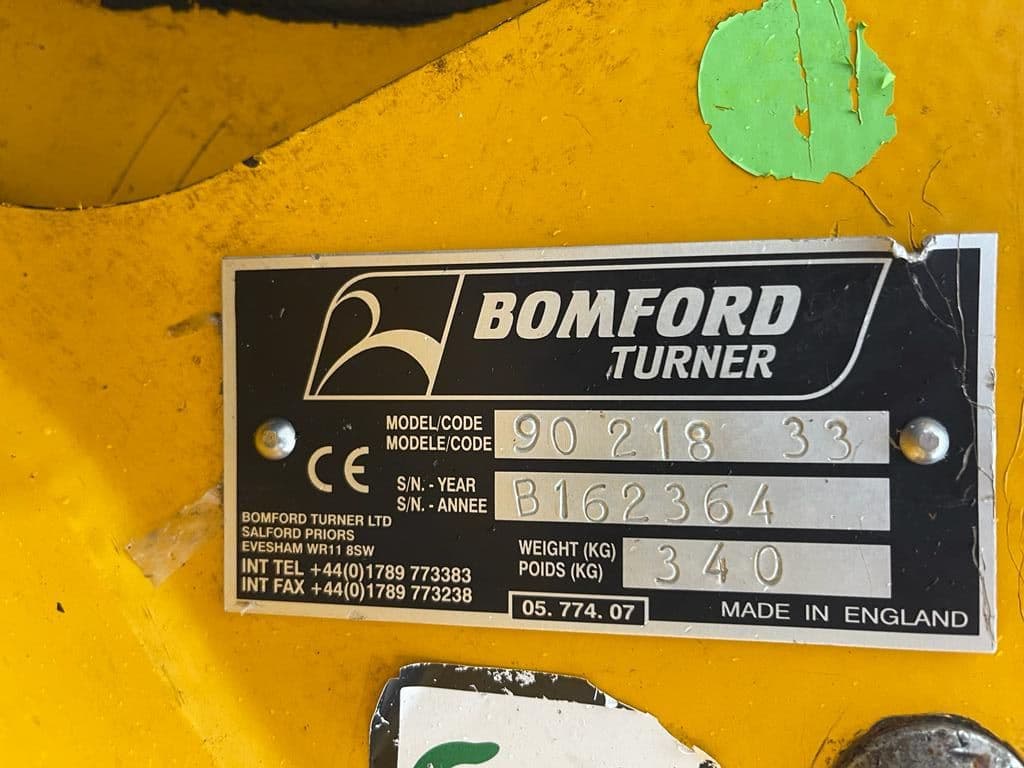 BOMFORD
TURNER
MODEL/CODE
MODELE/CODE
90 218 33
CE
S/N. - YEAR
S/N. - ANNEE
B162364
BOMFORD TURNER LTD
SALFORD PRIORS
EVESHAM WR11 8SW
INT TEL +44(0)1789 773383
INT FAX +44(0)1789 773238
WEIGHT (KG)
POIDS (KG)
340
05. 774. 07
MADE IN ENGLAND